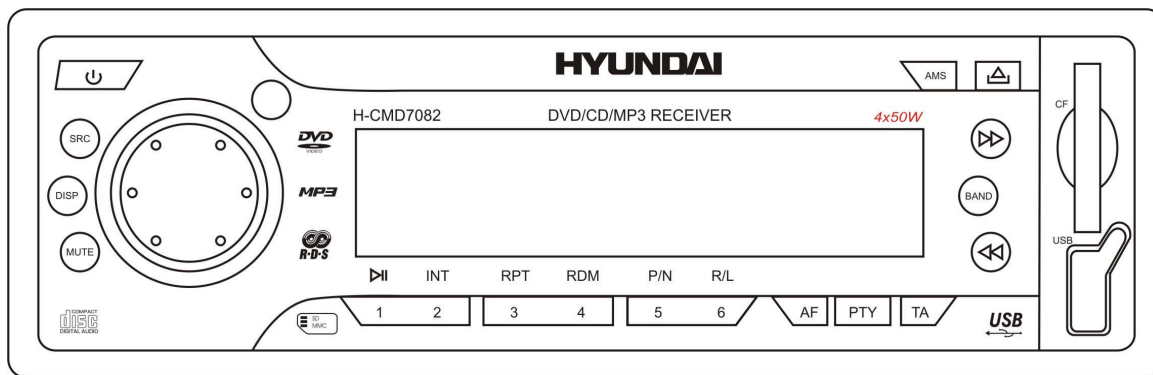 HYUNDAI
AMS
H-CMD7082 DVD/CD/MP3 RECEIVER 4x50W
CF
SRC
DVD
VIDEO
DISP
MP3
BAND
MUTE
R·D·S
USB
INT RPT RDM P/N R/L
1 2 3 4 5 6 AF PTY TA
COMPACT
disc
DIGITAL AUDIO
SD
MMC
USB